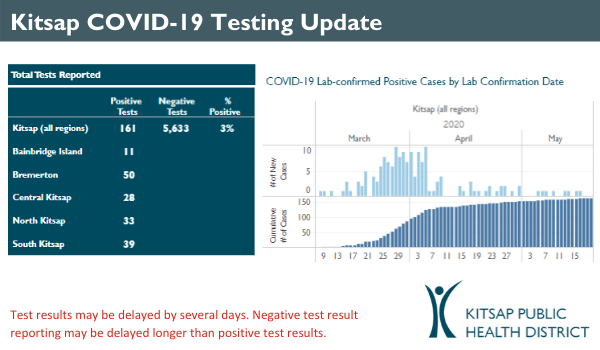 Kitsap COVID-19 Testing Update
Total Tests Reported
Positive Tests Negative Tests % Positive
Kitsap (all regions) 161 5,633 3%
Bainbridge Island 11
Bremerton 50
Central Kitsap 28
North Kitsap 33
South Kitsap 39
COVID-19 Lab-confirmed Positive Cases by Lab Confirmation Date
Kitsap (all regions)
2020
March April May
# of New Cases
10
5
0
Cumulative # of Cases
150
100
50
9 13 17 21 25 29 3 7 11 15 19 23 27 3 7 11 15
Test results may be delayed by several days. Negative test result
reporting may be delayed longer than positive test results.
KITSAP PUBLIC
HEALTH DISTRICT